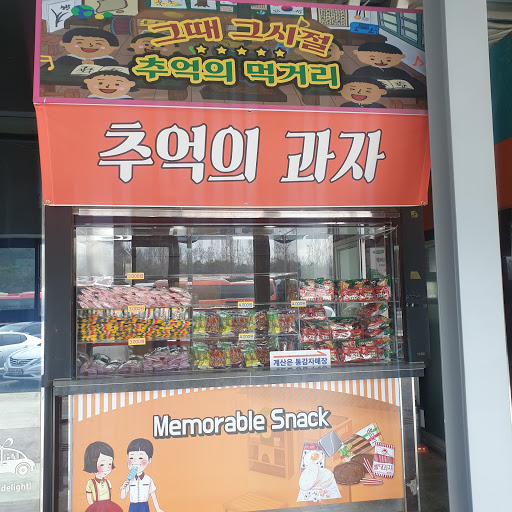 그때 그시절
추억의 먹거리
추억의 과자
계산은 통감자매장
Memorable Snack
delight!